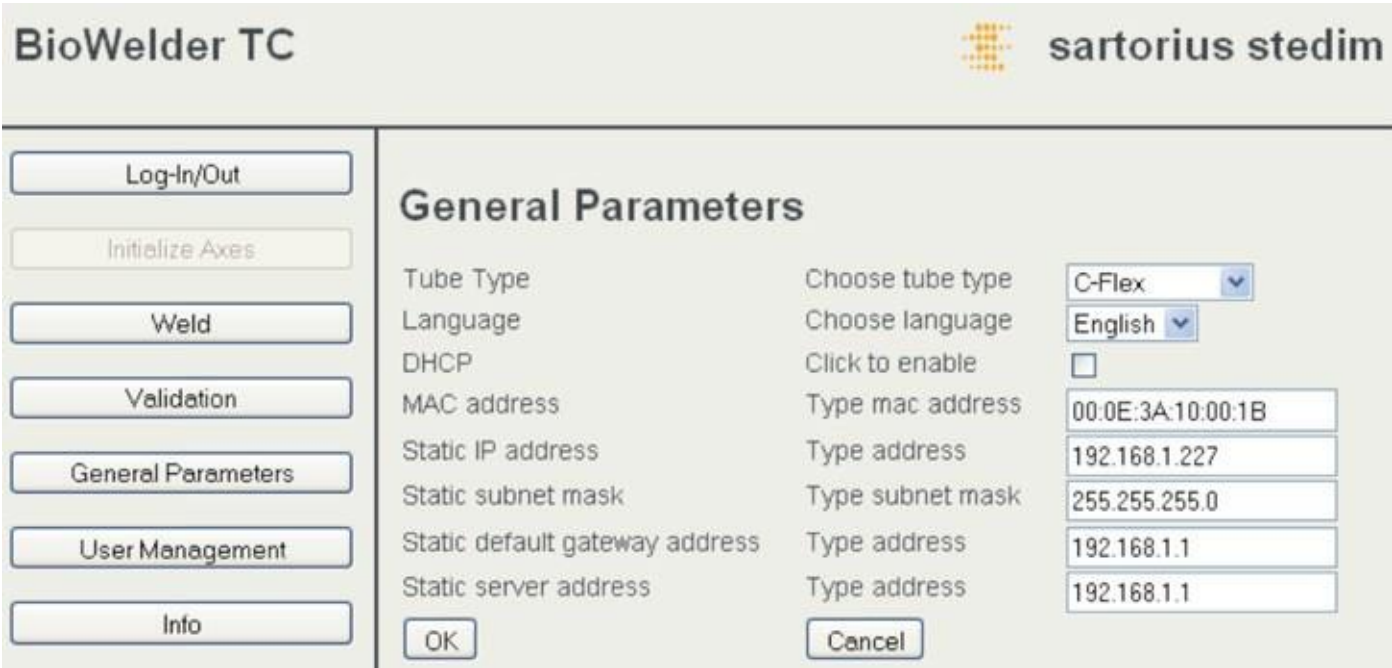 BioWelder TC
sartorius stedim
Log-In/Out
Initialize Axes
Weld
Validation
General Parameters
User Management
Info
General Parameters
Tube Type Choose tube type C-Flex
Language Choose language English
DHCP Click to enable
MAC address Type mac address 00:0E:3A:10:00:1B
Static IP address Type address 192.168.1.227
Static subnet mask Type subnet mask 255.255.255.0
Static default gateway address Type address 192.168.1.1
Static server address Type address 192.168.1.1
OK Cancel